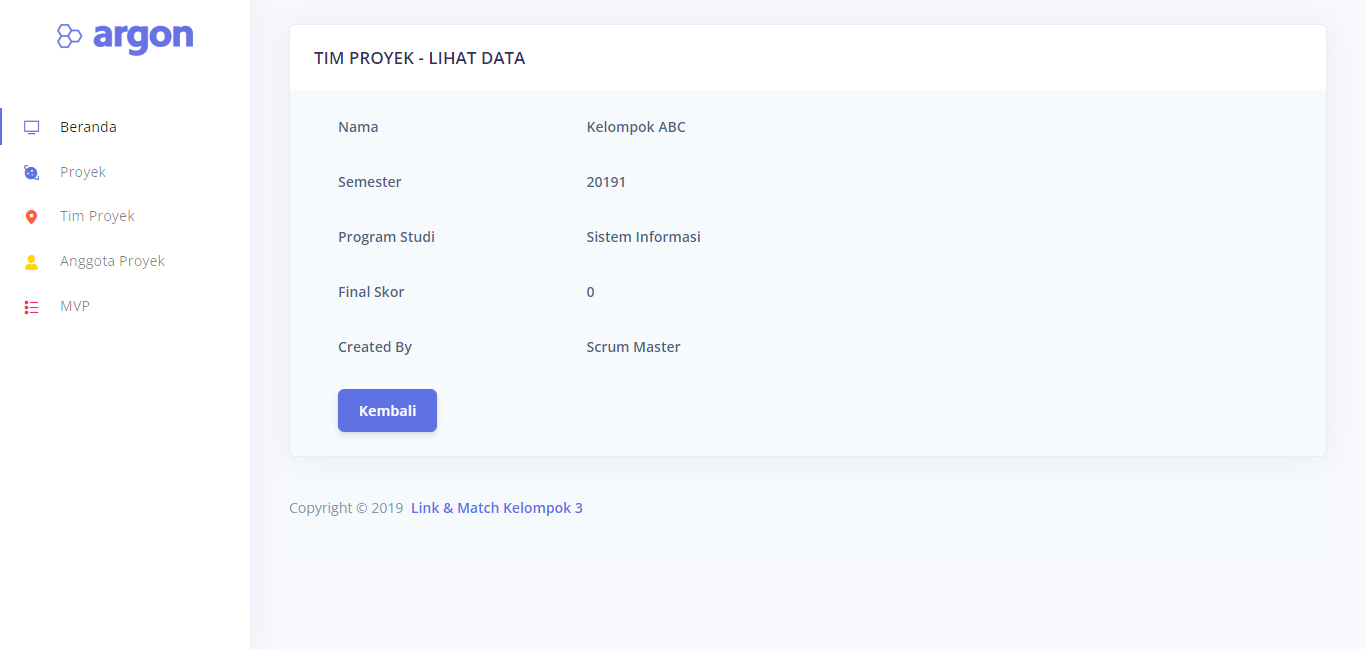 argon
Beranda
Proyek
Tim Proyek
Anggota Proyek
MVP
TIM PROYEK - LIHAT DATA
Nama Kelompok ABC
Semester 20191
Program Studi Sistem Informasi
Final Skor 0
Created By Scrum Master
Kembali
Copyright © 2019 Link & Match Kelompok 3